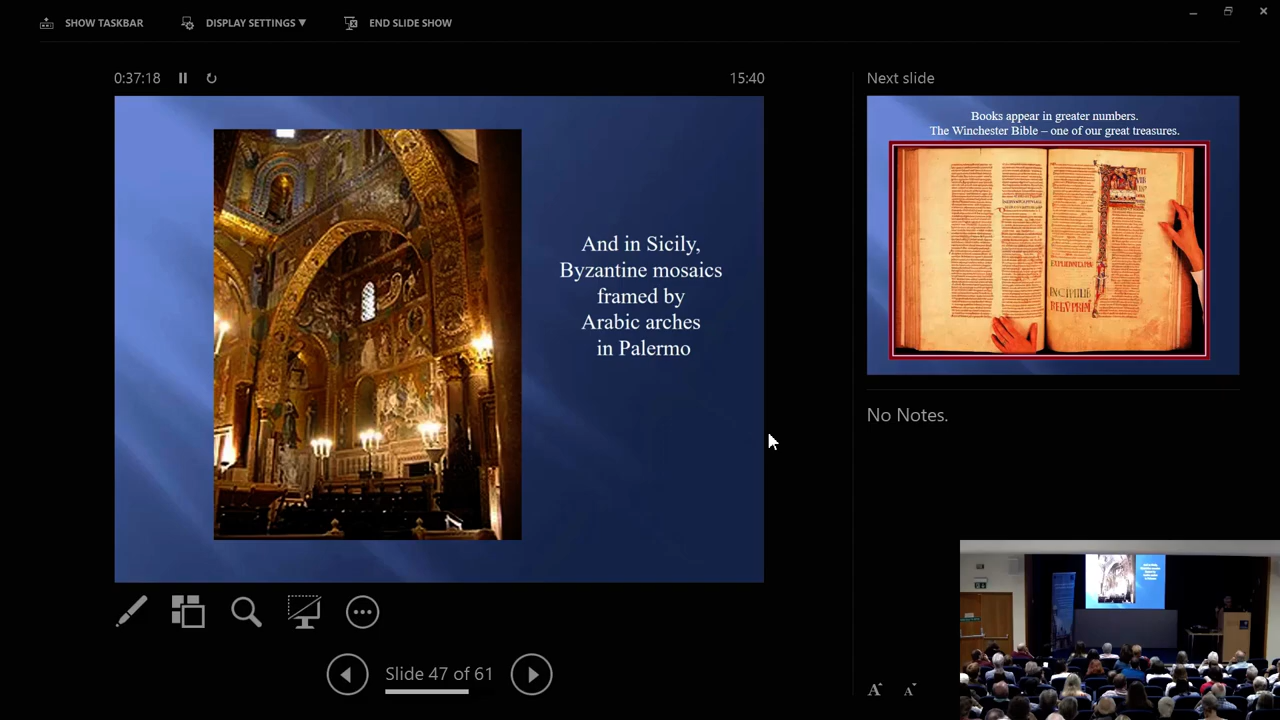 SHOW TASKBAR
DISPLAY SETTINGS ▼
END SLIDE SHOW
0:37:18
15:40
And in Sicily,
Byzantine mosaics
framed by
Arabic arches
in Palermo
Slide 47 of 61
Next slide
Books appear in greater numbers.
The Winchester Bible – one of our great treasures.
No Notes.
A A